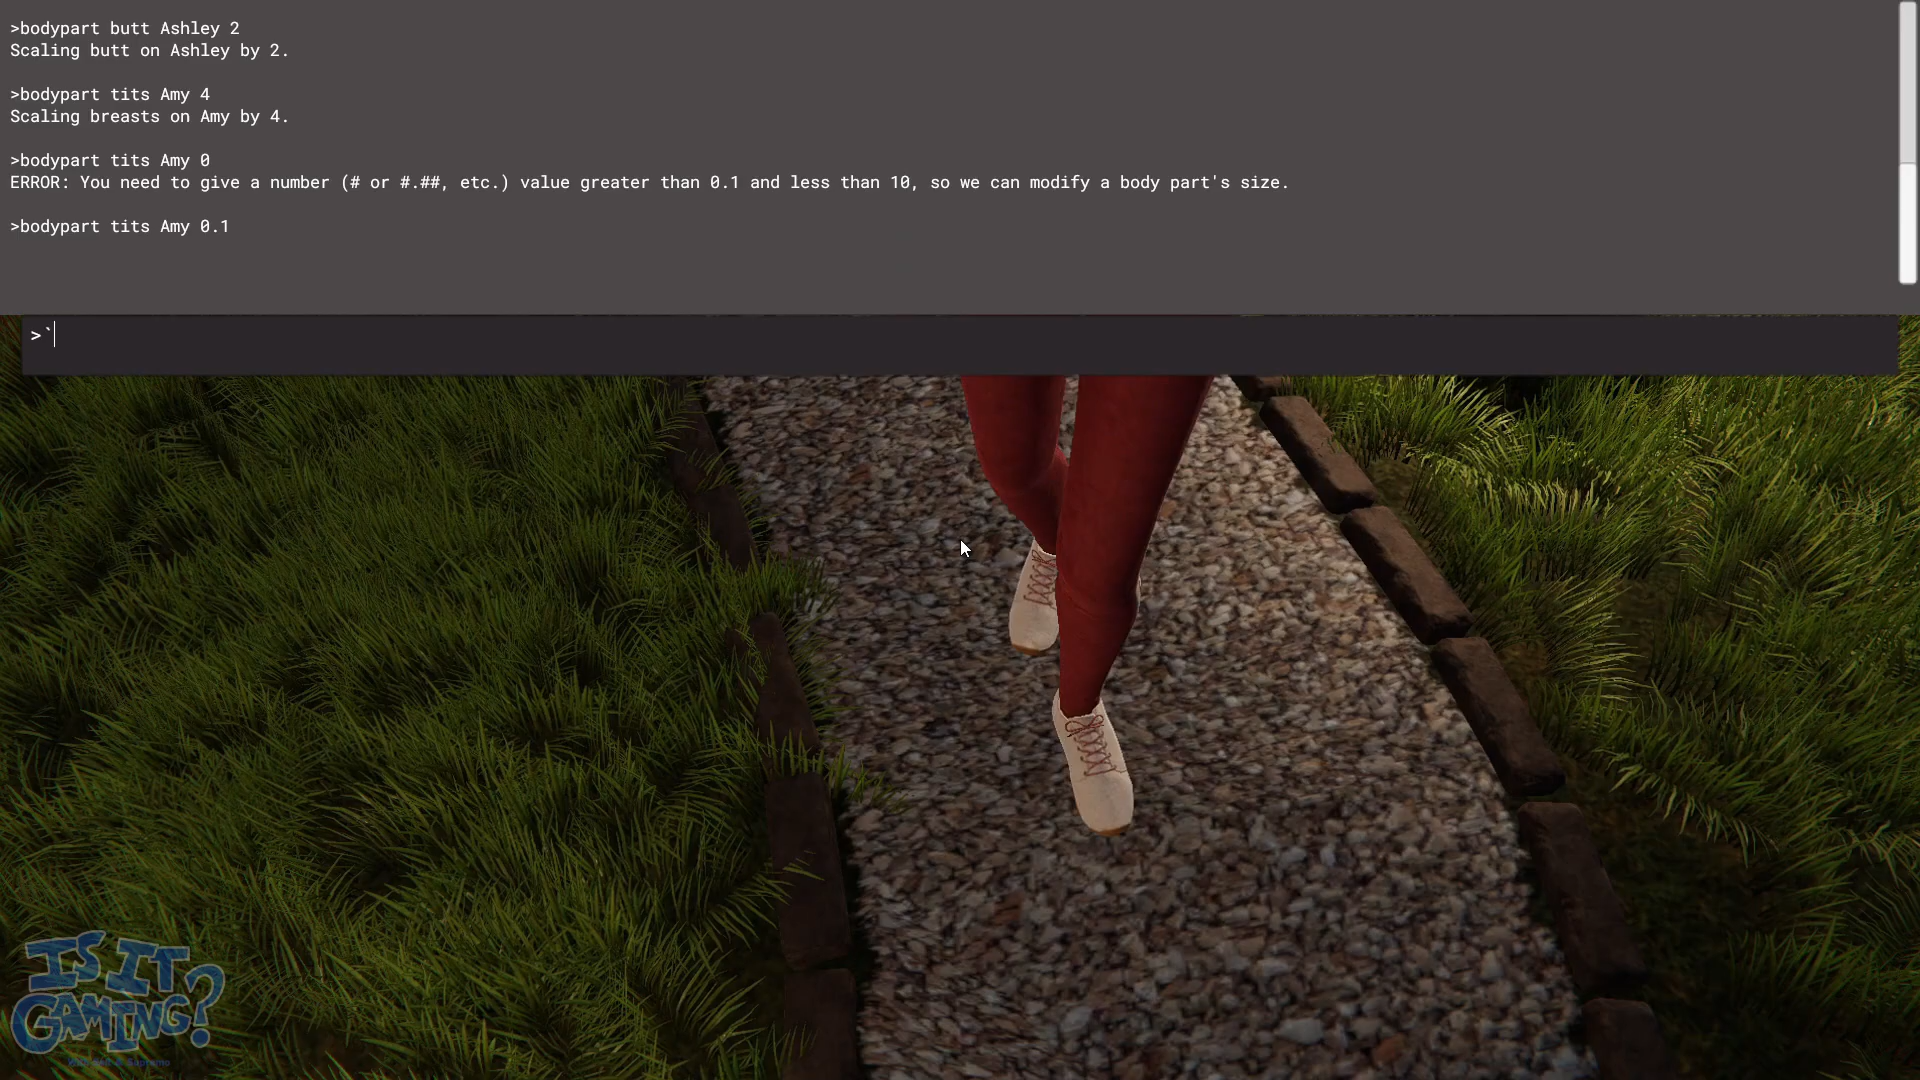 >bodypart butt Ashley 2
Scaling butt on Ashley by 2.
>bodypart tits Amy 4
Scaling breasts on Amy by 4.
>bodypart tits Amy 0
ERROR: You need to give a number (# or #.##, etc.) value greater than 0.1 and less than 10, so we can modify a body part's size.
>bodypart tits Amy 0.1
>`
IS IT
GAMING?